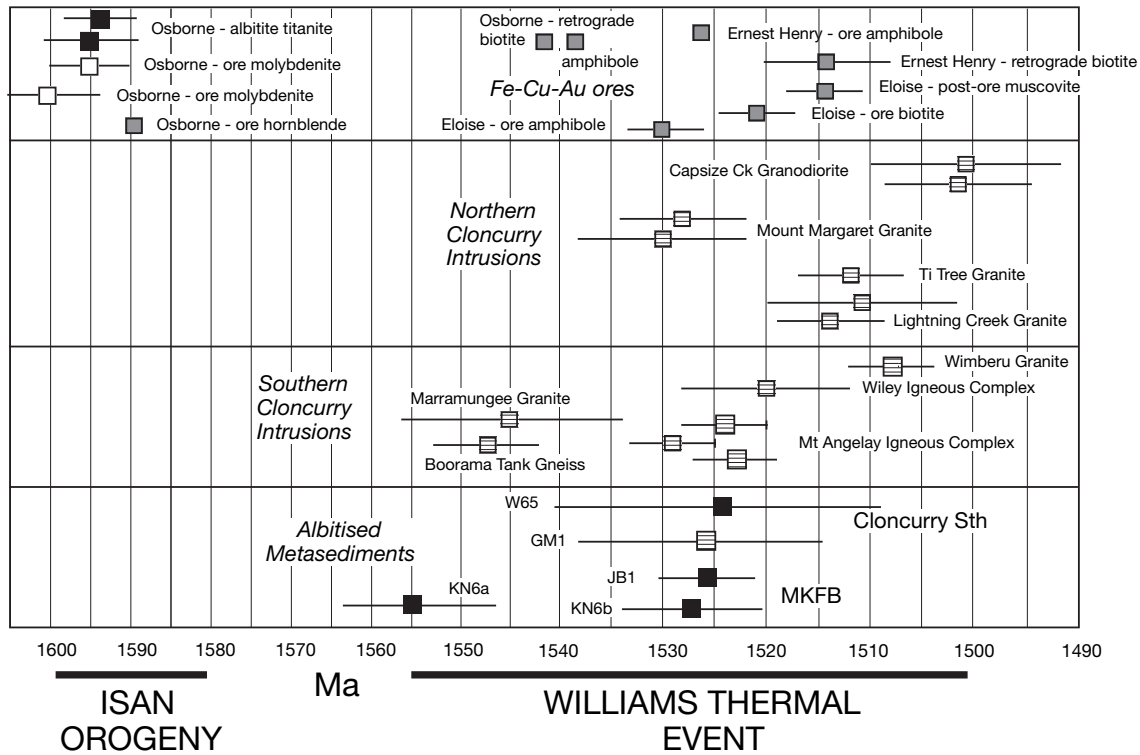 Osborne - albitite titanite
Osborne - ore molybdenite
Osborne - ore molybdenite
Osborne - ore hornblende
Osborne - retrograde
biotite
amphibole
Fe-Cu-Au ores
Eloise - ore amphibole
Ernest Henry - ore amphibole
Ernest Henry - retrograde biotite
Eloise - post-ore muscovite
Eloise - ore biotite
Northern
Cloncurry
Intrusions
Capsize Ck Granodiorite
Mount Margaret Granite
Ti Tree Granite
Lightning Creek Granite
Southern
Cloncurry
Intrusions
Marramungee Granite
Boorama Tank Gneiss
Wimberu Granite
Wiley Igneous Complex
Mt Angelay Igneous Complex
Albitised
Metasediments
W65
GM1
JB1
KN6a
KN6b
Cloncurry Sth
MKFB
1600 1590 1580 1570 1560 1550 1540 1530 1520 1510 1500 1490
Ma
ISAN
OROGENY
WILLIAMS THERMAL
EVENT